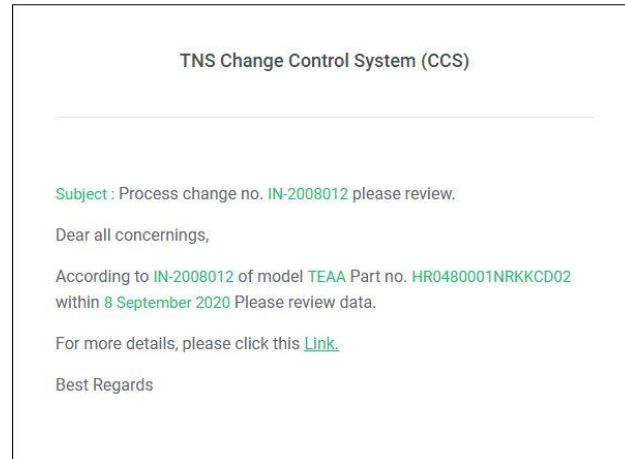 TNS Change Control System (CCS)
Subject : Process change no. IN-2008012 please review.
Dear all concernings,
According to IN-2008012 of model TEAA Part no. HR0480001NRKKCD02
within 8 September 2020 Please review data.
For more details, please click this Link.
Best Regards